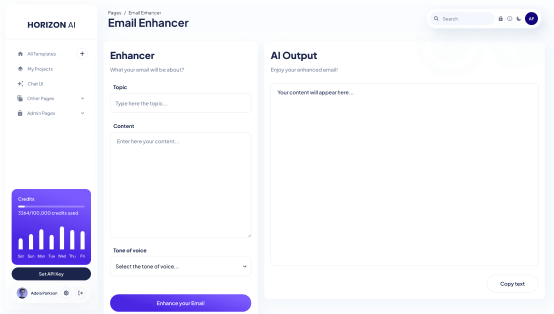 HORIZON AI
All Templates
My Projects
Chat UI
Other Pages
Admin Pages
Credits
3264/100,000 credits used
Sat Sun Mon Tue Wed Thu Fri
Set API Key
Adela Parkson
Pages / Email Enhancer
Email Enhancer
Search
AP
Enhancer
What your email will be about?
Topic
Type here the topic...
Content
Enter here your content...
Tone of voice
Select the tone of voice...
Enhance your Email
AI Output
Enjoy your enhanced email!
Your content will appear here...
Copy text